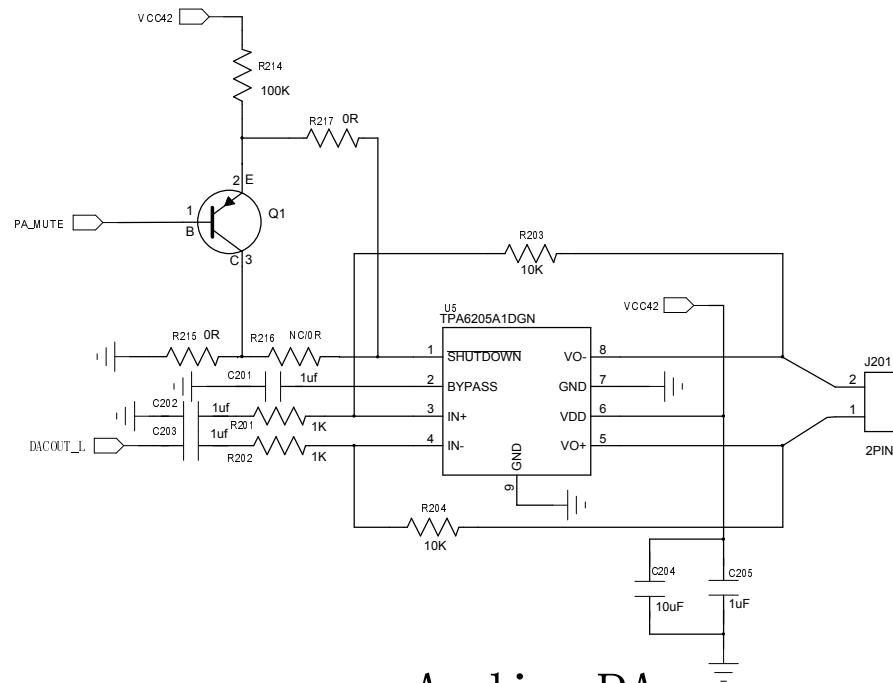 VCC42
R214
100K
R217 0R
2 E
1
Q1
PA_MUTE
B
C 3
R203
10K
VCC42
U5
TPA6205A1DGN
R215 0R
R216 NC/0R
1 SHUTDOWN VO- 8
J201
C201
1uf
2 BYPASS GND 7
2
C202
1uf
R201
1K
3 IN+ VDD 6
1
C203
1uf
DACOUT_L
R202
1K
4 IN- VO+ 5
2PIN
GND
9
R204
10K
C204
10uF
C205
1uF